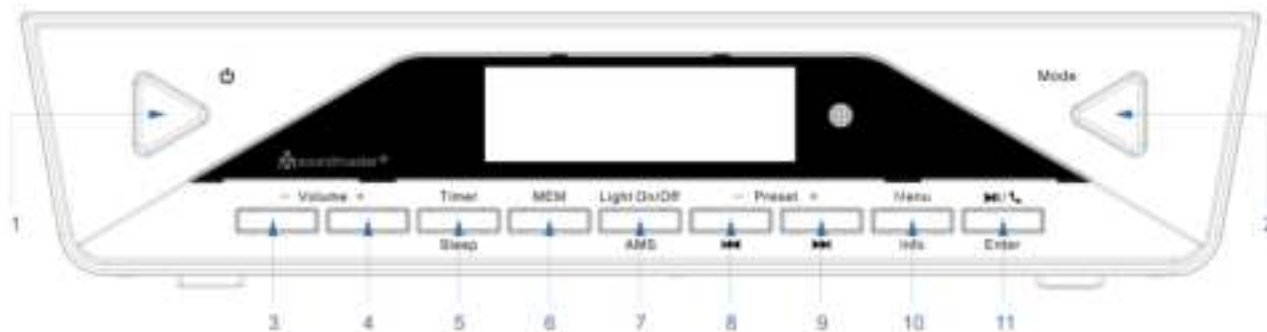 ⏻ Mode
soundmaster®
− Volume + Timer MEM Light On/Off − Preset + Menu ⏯/📞
1 2
Sleep AMS ⏮ ⏭ Info Enter
3 4 5 6 7 8 9 10 11